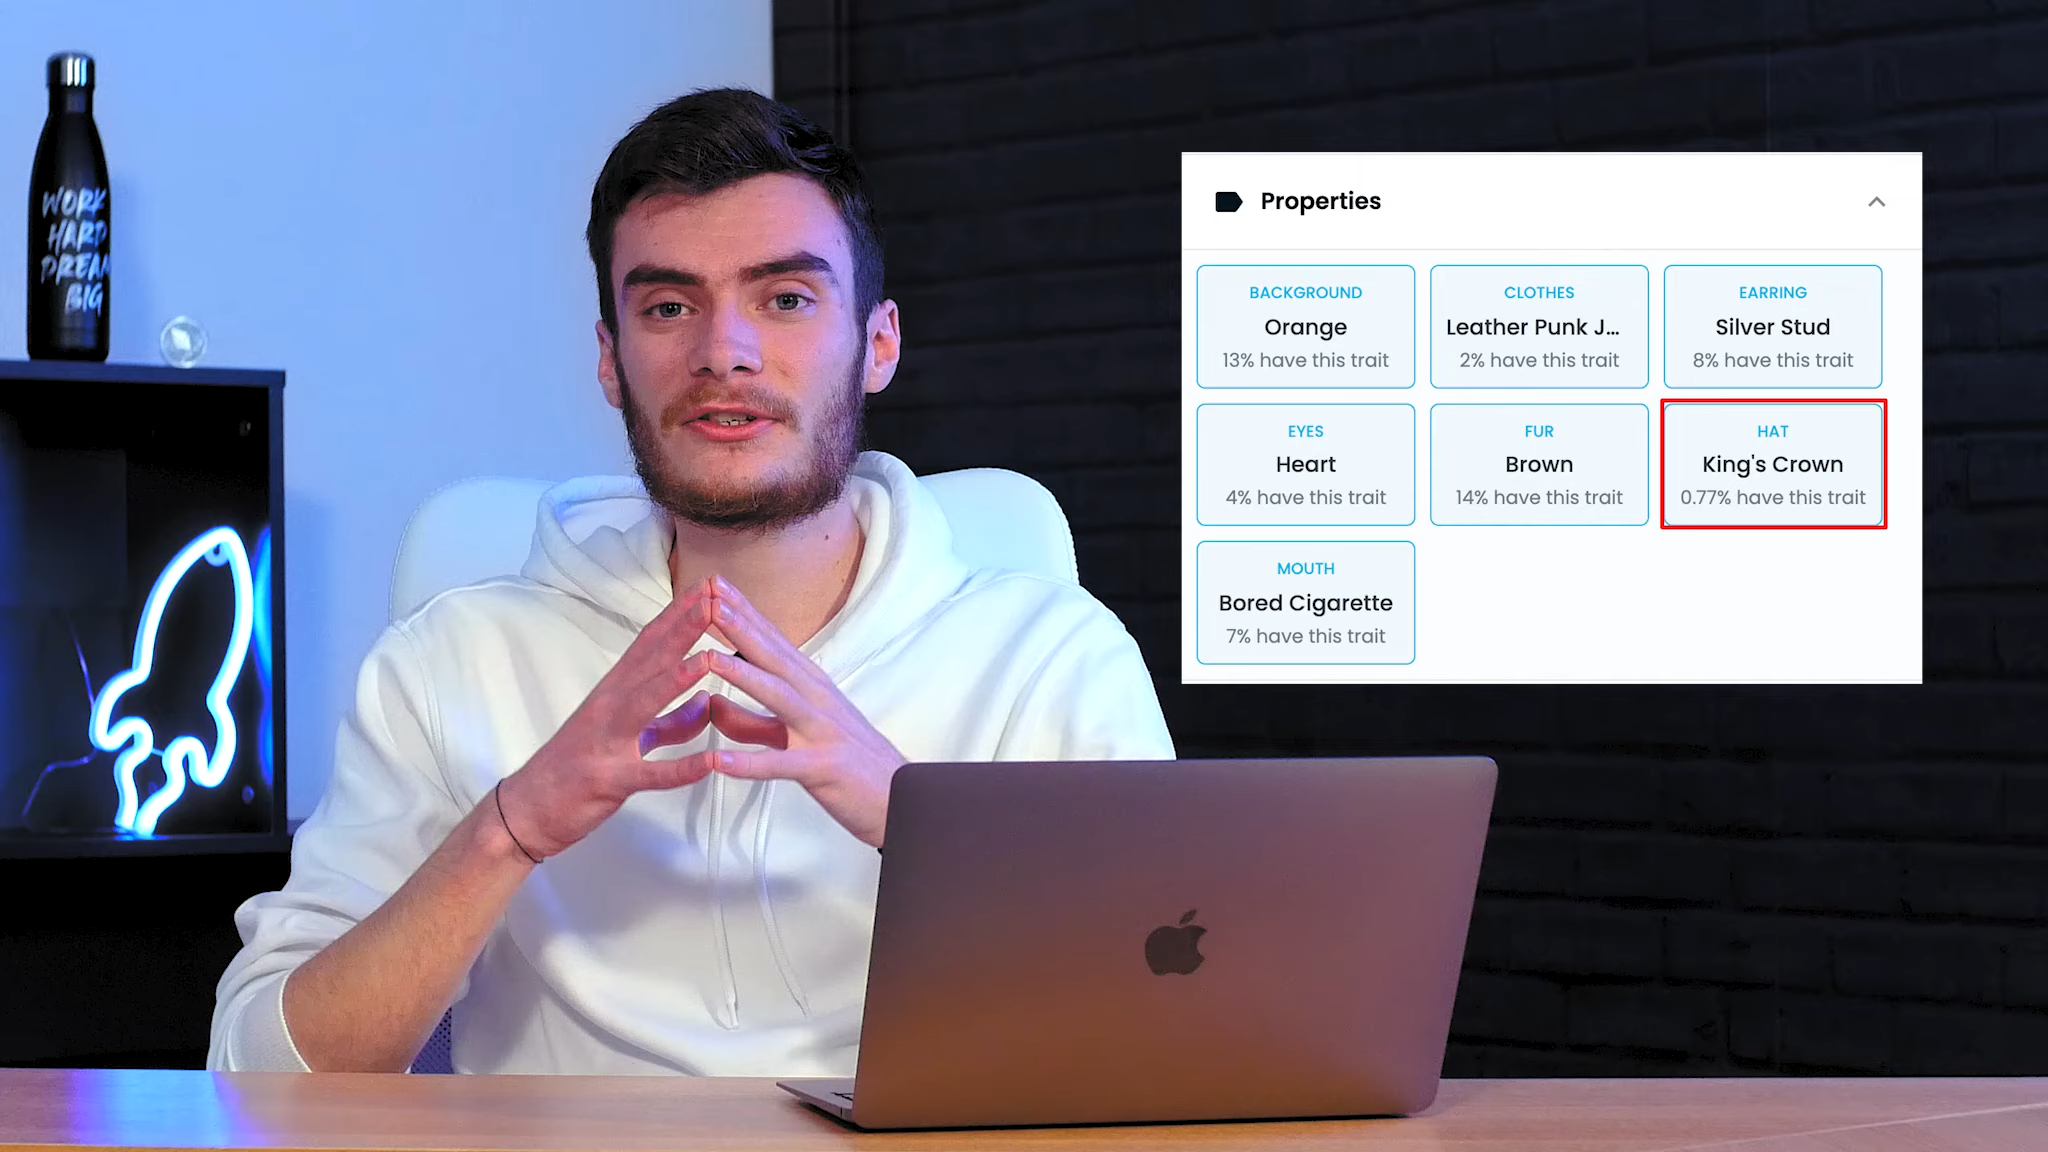 WORK
HARD
DREAM
BIG
Properties
BACKGROUND
Orange
13% have this trait
CLOTHES
Leather Punk J...
2% have this trait
EARRING
Silver Stud
8% have this trait
EYES
Heart
4% have this trait
FUR
Brown
14% have this trait
HAT
King's Crown
0.77% have this trait
MOUTH
Bored Cigarette
7% have this trait